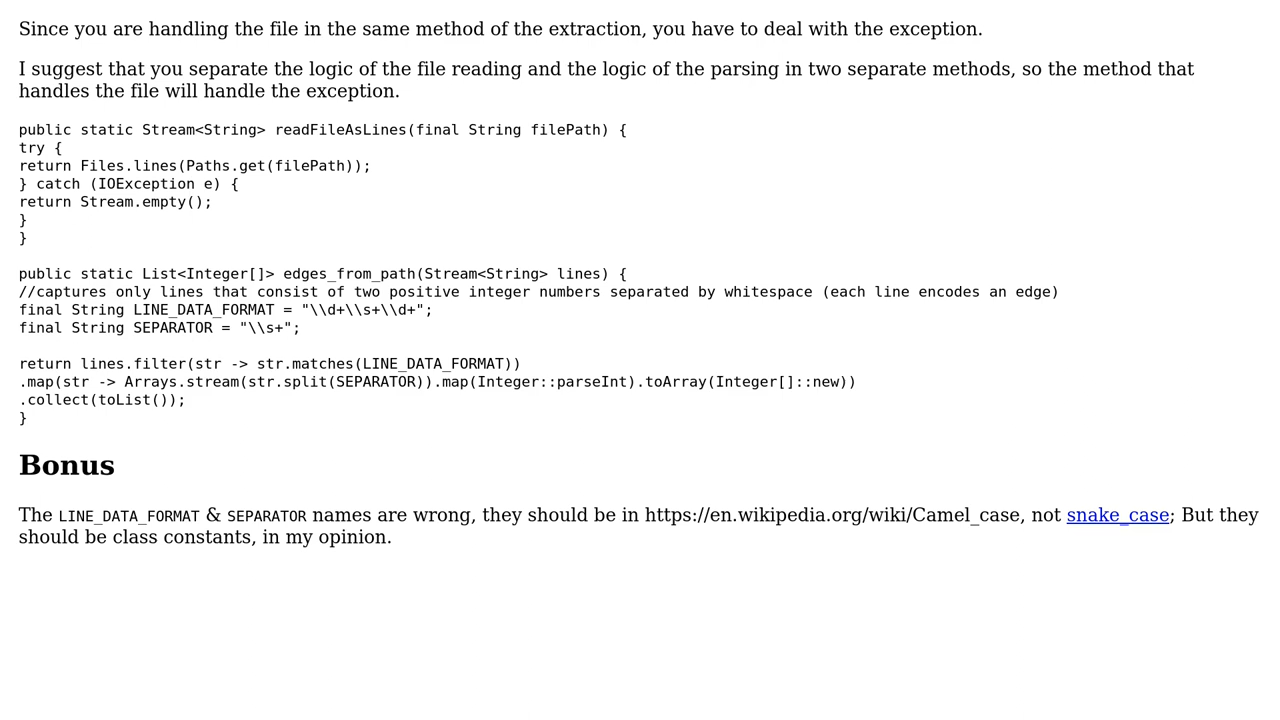 Since you are handling the file in the same method of the extraction, you have to deal with the exception.
I suggest that you separate the logic of the file reading and the logic of the parsing in two separate methods, so the method that
handles the file will handle the exception.
public static Stream<String> readFileAsLines(final String filePath) {
try {
return Files.lines(Paths.get(filePath));
} catch (IOException e) {
return Stream.empty();
}
}
public static List<Integer[]> edges_from_path(Stream<String> lines) {
//captures only lines that consist of two positive integer numbers separated by whitespace (each line encodes an edge)
final String LINE_DATA_FORMAT = "\\d+\\s+\\d+";
final String SEPARATOR = "\\s+";
return lines.filter(str -> str.matches(LINE_DATA_FORMAT))
.map(str -> Arrays.stream(str.split(SEPARATOR)).map(Integer::parseInt).toArray(Integer[]::new))
.collect(toList());
}
Bonus
The LINE_DATA_FORMAT & SEPARATOR names are wrong, they should be in https://en.wikipedia.org/wiki/Camel_case, not snake_case; But they
should be class constants, in my opinion.